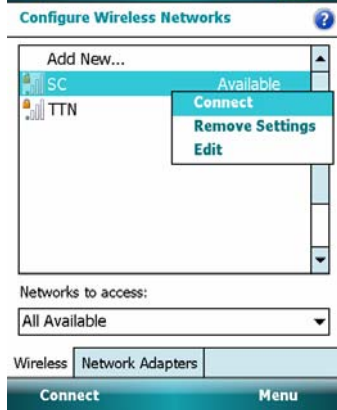 Configure Wireless Networks ?
Add New...
SC Available
Connect
TTN
Remove Settings
Edit
Networks to access:
All Available
Wireless Network Adapters
Connect Menu